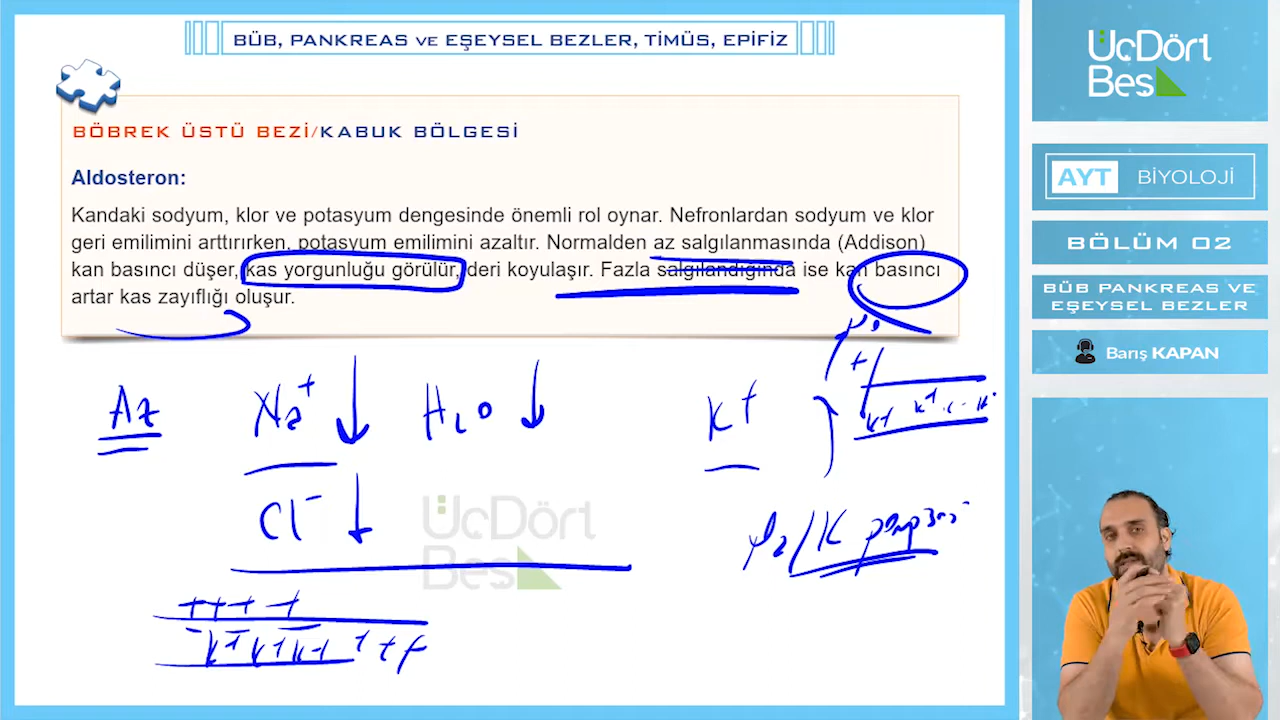 BÜB, PANKREAS VE EŞEYSEL BEZLER, TİMÜS, EPİFİZ
BÖBREK ÜSTÜ BEZİ/KABUK BÖLGESİ
Aldosteron:
Kandaki sodyum, klor ve potasyum dengesinde önemli rol oynar. Nefronlardan sodyum ve klor
geri emilimini arttırırken, potasyum emilimini azaltır. Normalden az salgılanmasında (Addison)
kan basıncı düşer, kas yorgunluğu görülür, deri koyulaşır. Fazla salgılandığında ise kan basıncı
artar kas zayıflığı oluşur.
Az Na+ H2O K+
Cl-
/K pompası
++++
K+ K+ K+ +++
K+ K+
ÜçDört
Beş
ÜçDört
Beş
AYT BİYOLOJİ
BÖLÜM 02
BÜB PANKREAS VE
EŞEYSEL BEZLER
Barış KAPAN